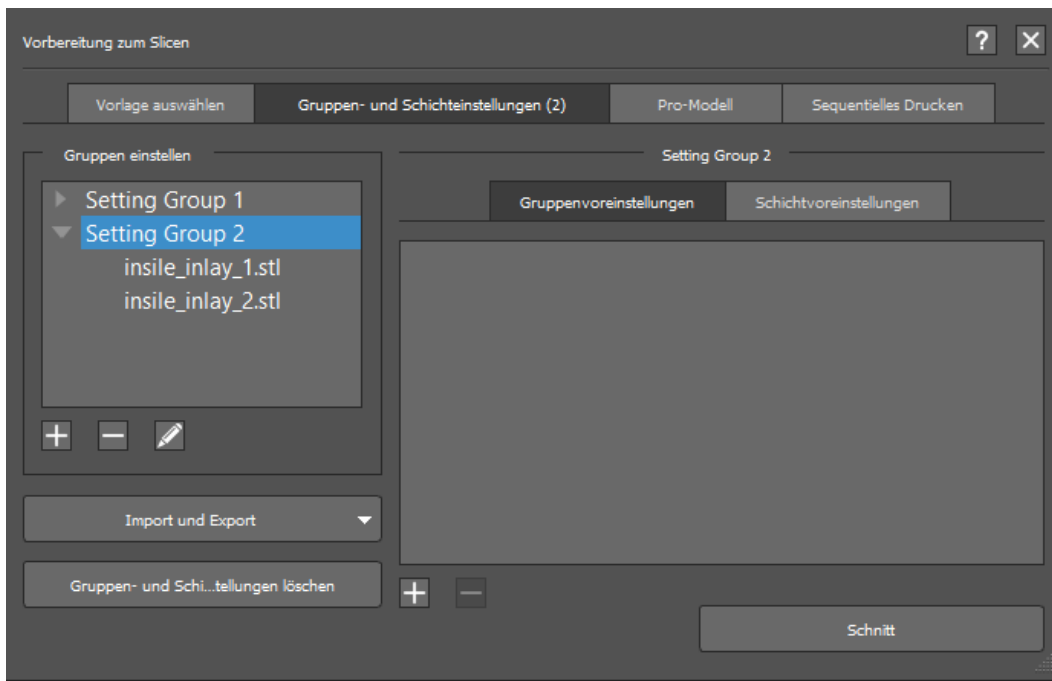 Vorbereitung zum Slicen
?
Vorlage auswählen
Gruppen- und Schichteinstellungen (2)
Pro-Modell
Sequentielles Drucken
Gruppen einstellen
Setting Group 1
Setting Group 2
insile_inlay_1.stl
insile_inlay_2.stl
Import und Export
Gruppen- und Schi...tellungen löschen
Setting Group 2
Gruppenvoreinstellungen
Schichtvoreinstellungen
Schnitt